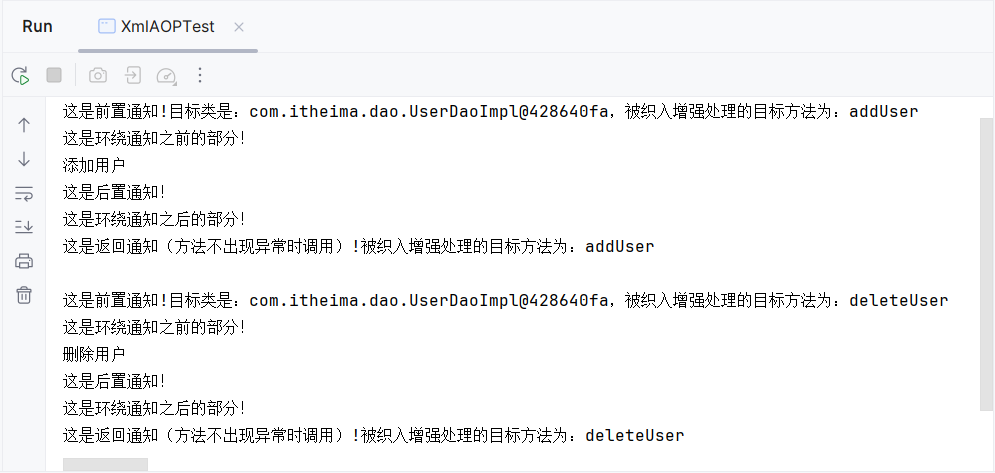 Run XmlAOPTest
这是前置通知!目标类是：com.itheima.dao.UserDaoImpl@428640fa，被织入增强处理的目标方法为：addUser
这是环绕通知之前的部分!
添加用户
这是后置通知!
这是环绕通知之后的部分!
这是返回通知（方法不出现异常时调用）!被织入增强处理的目标方法为：addUser
这是前置通知!目标类是：com.itheima.dao.UserDaoImpl@428640fa，被织入增强处理的目标方法为：deleteUser
这是环绕通知之前的部分!
删除用户
这是后置通知!
这是环绕通知之后的部分!
这是返回通知（方法不出现异常时调用）!被织入增强处理的目标方法为：deleteUser